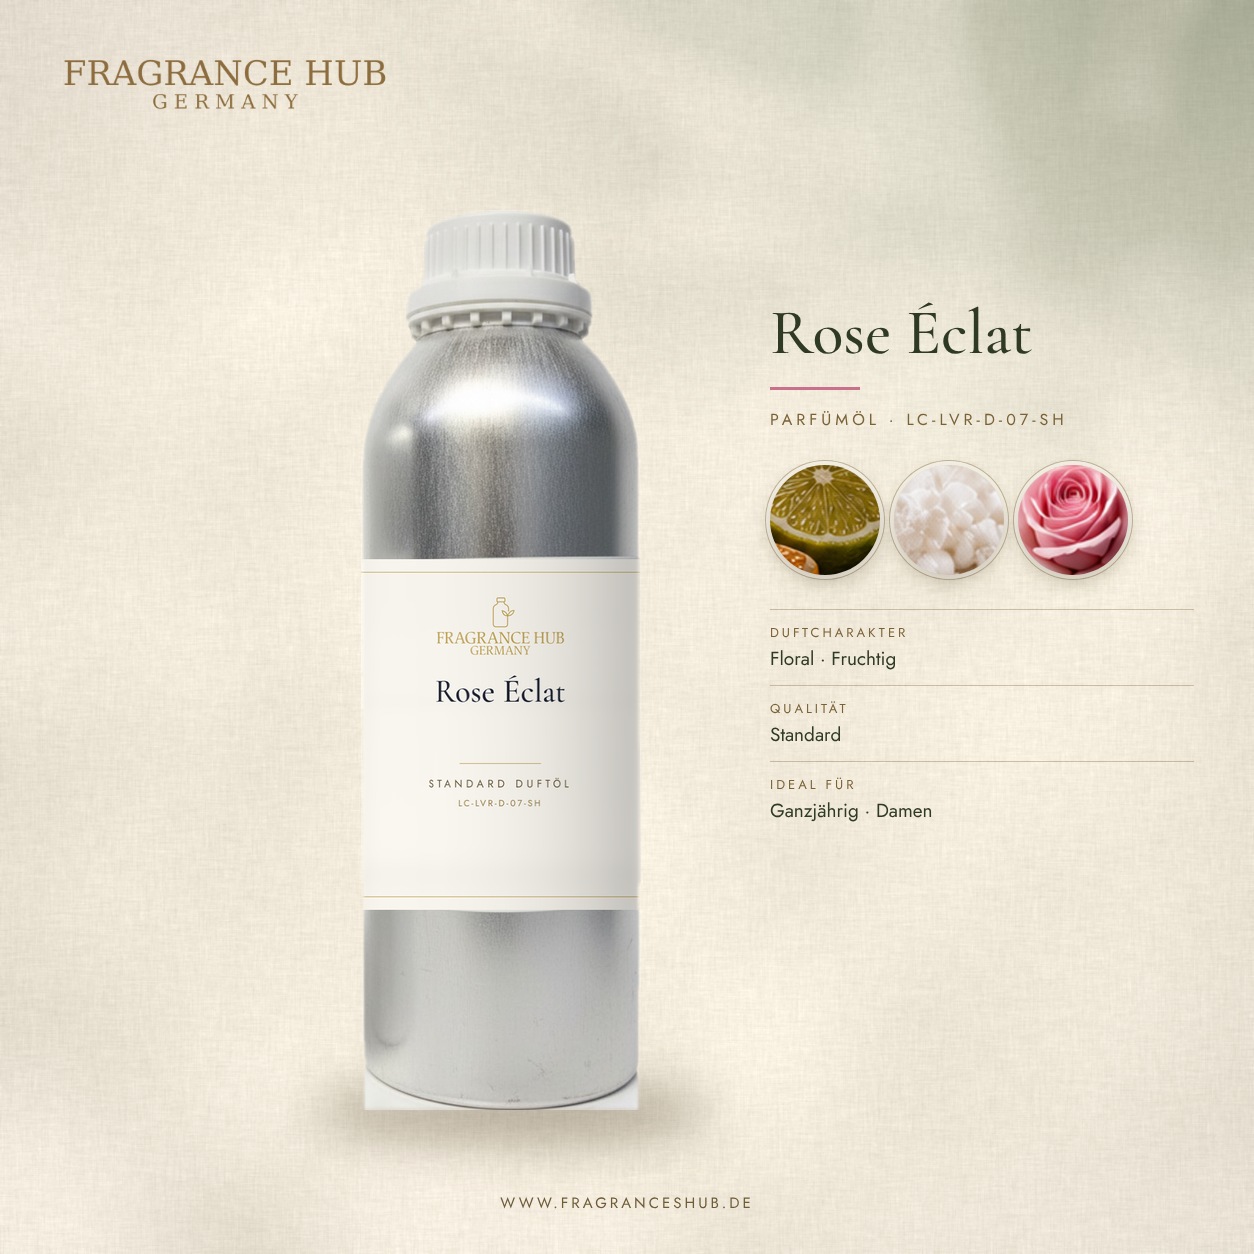 FRAGRANCE HUB
GERMANY
Rose Éclat
PARFÜMÖL · LC-LVR-D-07-SH
DUFTCHARAKTER
Floral · Fruchtig
QUALITÄT
Standard
IDEAL FÜR
Ganzjährig · Damen
FRAGRANCE HUB
GERMANY
Rose Éclat
STANDARD DUFTÖL
LC-LVR-D-07-SH
WWW.FRAGRANCESHUB.DE